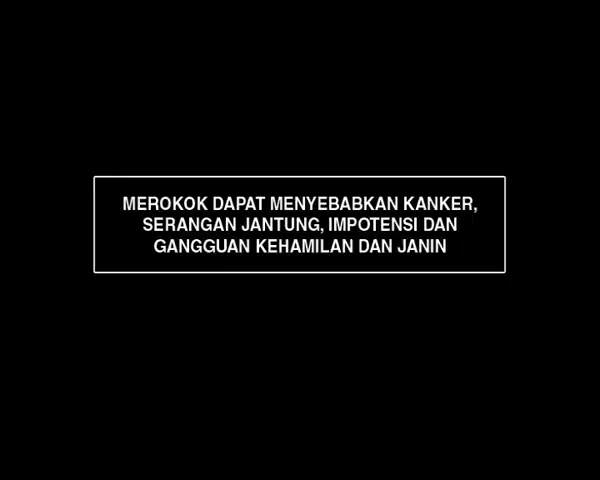 MEROKOK DAPAT MENYEBABKAN KANKER,
SERANGAN JANTUNG, IMPOTENSI DAN
GANGGUAN KEHAMILAN DAN JANIN